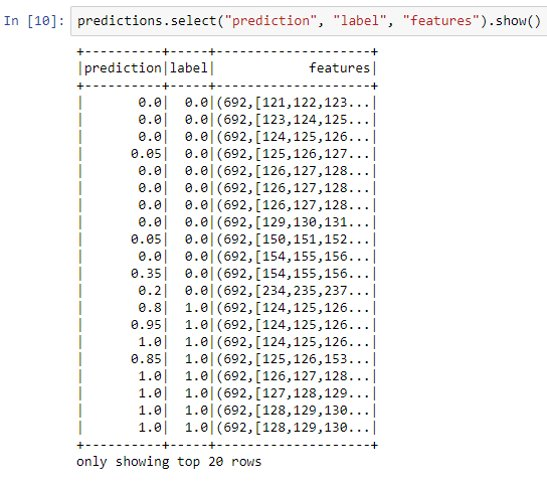 In [10]: predictions.select("prediction", "label", "features").show()
+----------+-----+--------------------+
|prediction|label|            features|
+----------+-----+--------------------+
|       0.0|  0.0|(692,[121,122,123...|
|       0.0|  0.0|(692,[123,124,125...|
|       0.0|  0.0|(692,[124,125,126...|
|      0.05|  0.0|(692,[125,126,127...|
|       0.0|  0.0|(692,[126,127,128...|
|       0.0|  0.0|(692,[126,127,128...|
|       0.0|  0.0|(692,[126,127,128...|
|       0.0|  0.0|(692,[129,130,131...|
|      0.05|  0.0|(692,[150,151,152...|
|       0.0|  0.0|(692,[154,155,156...|
|      0.35|  0.0|(692,[154,155,156...|
|       0.2|  0.0|(692,[234,235,237...|
|       0.8|  1.0|(692,[124,125,126...|
|      0.95|  1.0|(692,[124,125,126...|
|       1.0|  1.0|(692,[124,125,126...|
|      0.85|  1.0|(692,[125,126,153...|
|       1.0|  1.0|(692,[126,127,128...|
|       1.0|  1.0|(692,[127,128,129...|
|       1.0|  1.0|(692,[128,129,130...|
|       1.0|  1.0|(692,[128,129,130...|
+----------+-----+--------------------+
only showing top 20 rows